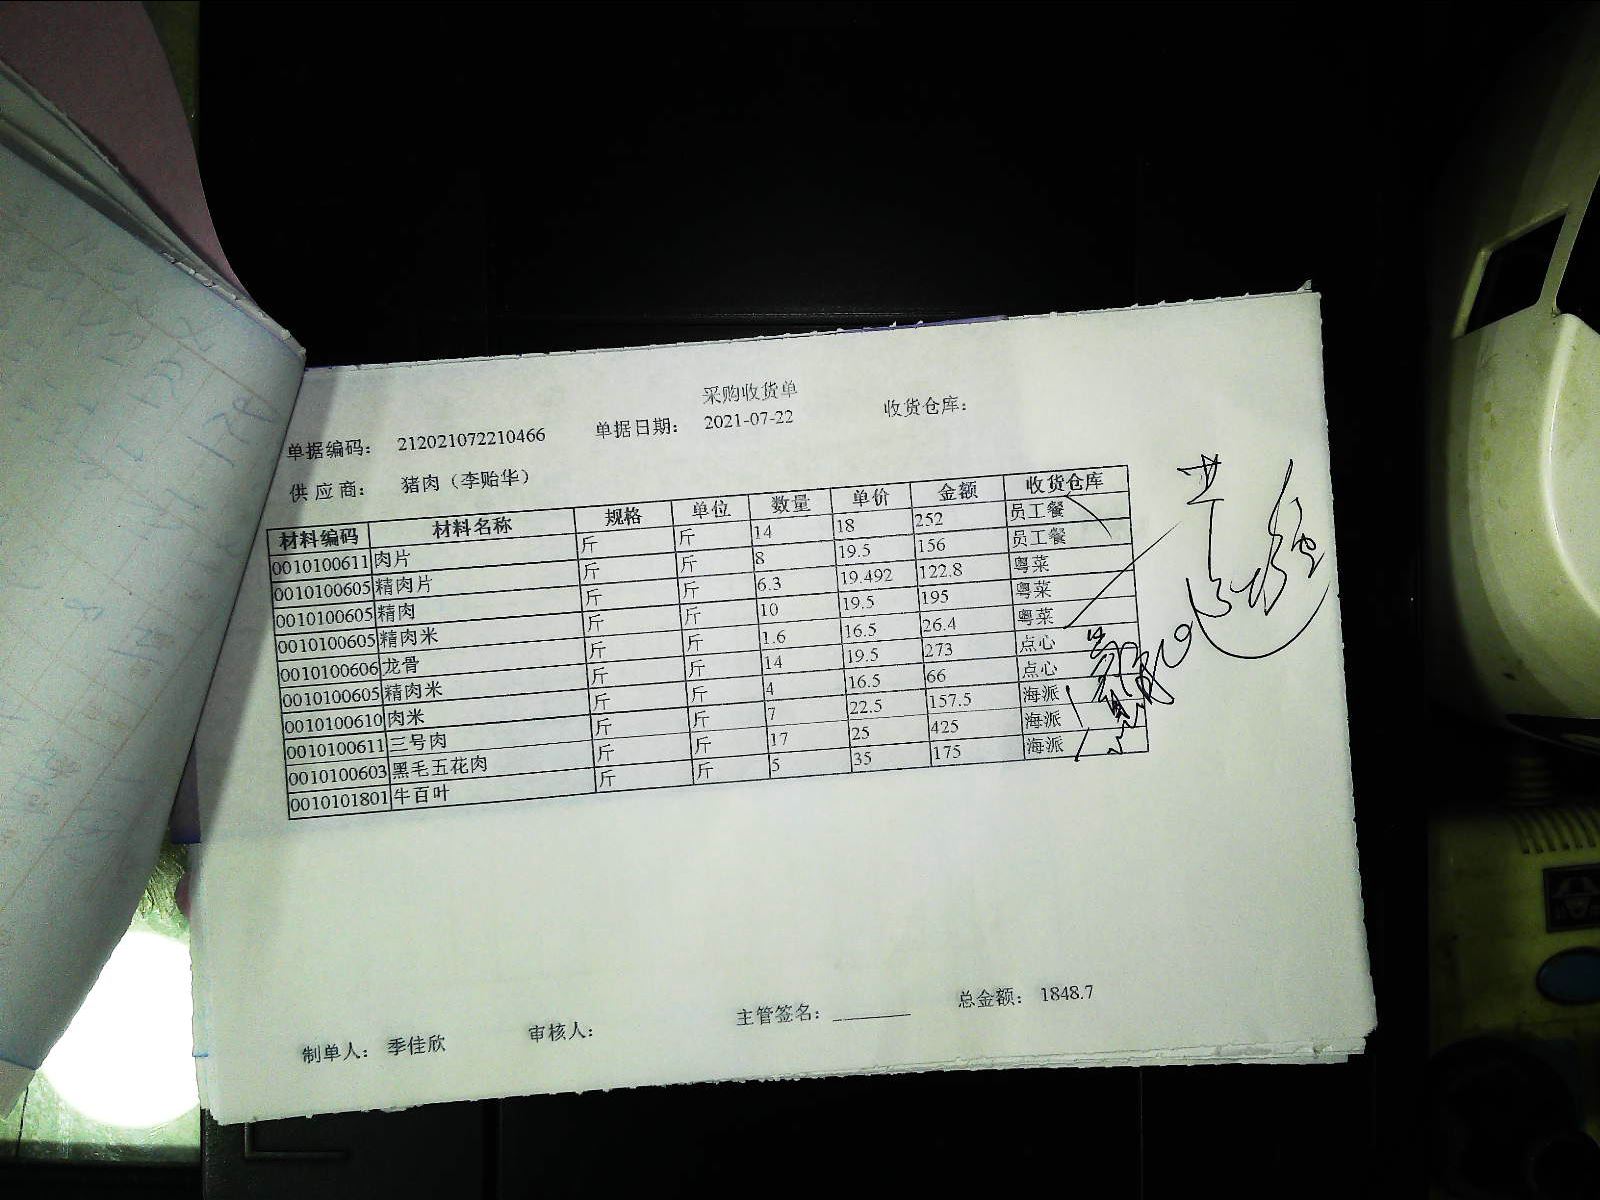 采购收货单
单据编码： 212021072210466 单据日期： 2021-07-22 收货仓库：
供 应 商： 猪肉（李贻华）
材料编码 材料名称 规格 单位 数量 单价 金额 收货仓库
0010100611 肉片 斤 斤 14 18 252 员工餐
0010100605 精肉片 斤 斤 8 19.5 156 员工餐
0010100605 精肉 斤 斤 6.3 19.492 122.8 粤菜
0010100605 精肉米 斤 斤 10 19.5 195 粤菜
0010100606 龙骨 斤 斤 1.6 16.5 26.4 粤菜
0010100605 精肉米 斤 斤 14 19.5 273 点心
0010100610 肉米 斤 斤 4 16.5 66 点心
0010100611 三号肉 斤 斤 7 22.5 157.5 海派
0010100603 黑毛五花肉 斤 斤 17 25 425 海派
0010101801 牛百叶 斤 斤 5 35 175 海派
制单人： 季佳欣 审核人： 主管签名： 总金额： 1848.7